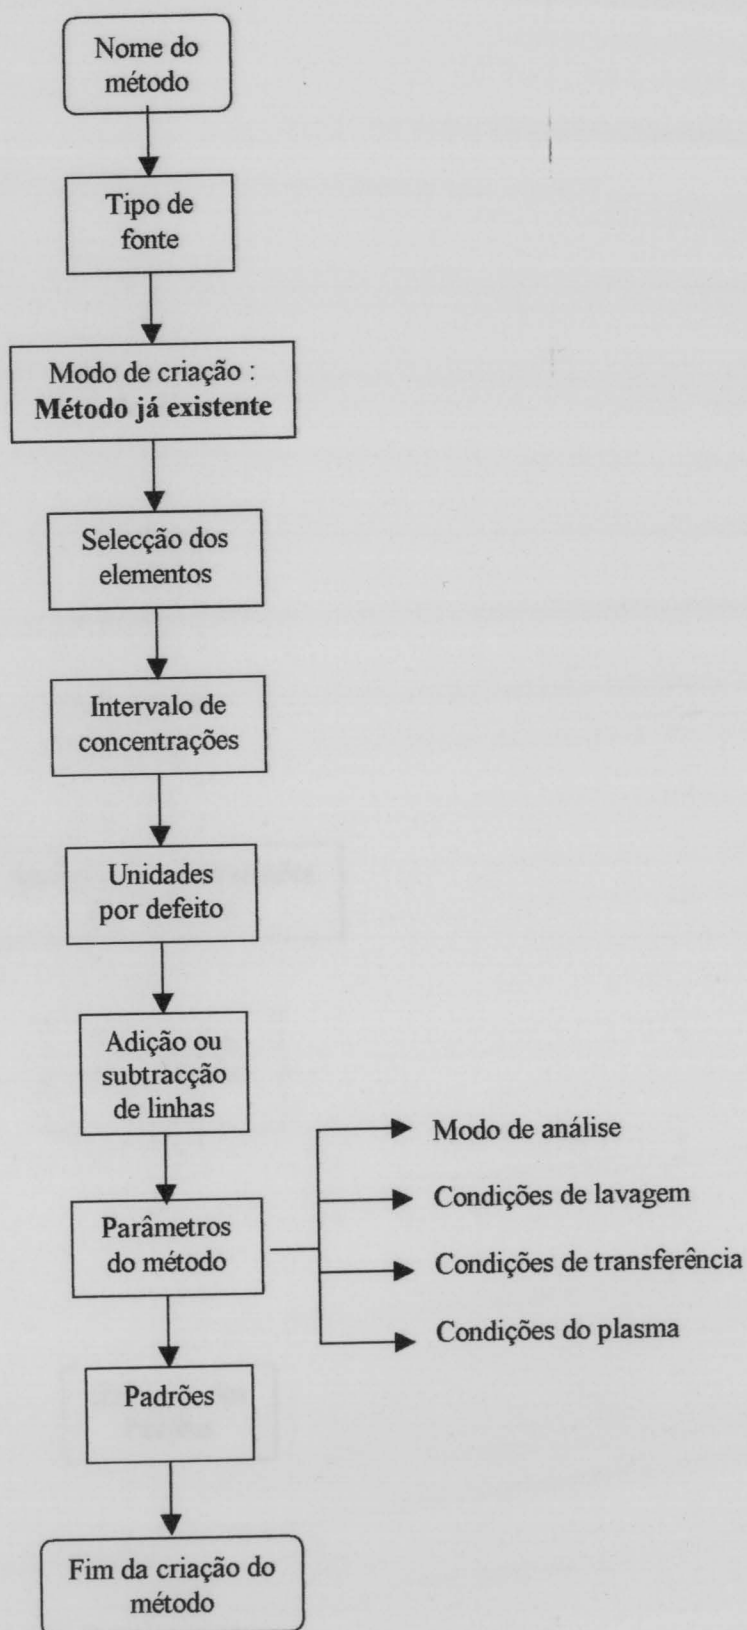 Nome do
método
Tipo de
fonte
Modo de criação :
Método já existente
Selecção dos
elementos
Intervalo de
concentrações
Unidades
por defeito
Adição ou
subtracção
de linhas
Parâmetros
do método
Modo de análise
Condições de lavagem
Condições de transferência
Condições do plasma
Padrões
Fim da criação do
método